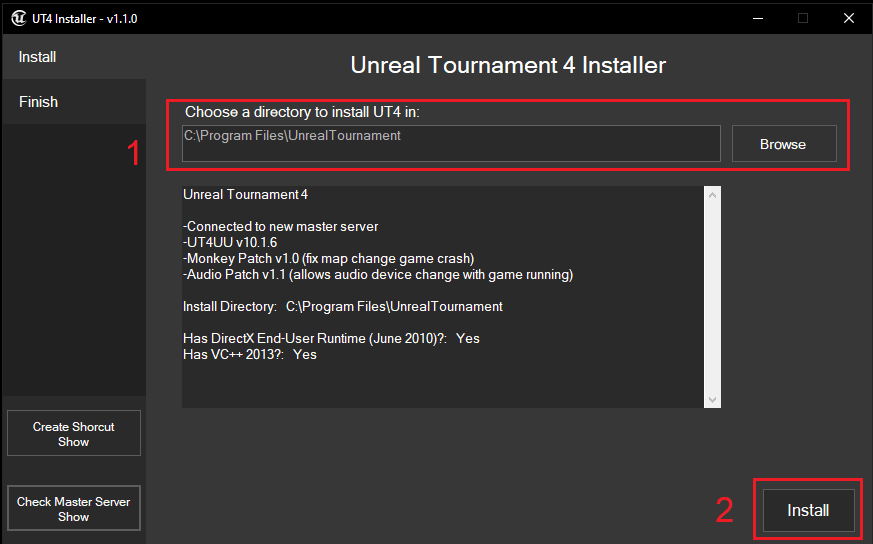 UT4 Installer - v1.1.0
Install
Finish
Unreal Tournament 4 Installer
1
Choose a directory to install UT4 in:
C:\Program Files\UnrealTournament
Browse
Unreal Tournament 4
-Connected to new master server
-UT4UU v10.1.6
-Monkey Patch v1.0 (fix map change game crash)
-Audio Patch v1.1 (allows audio device change with game running)
Install Directory: C:\Program Files\UnrealTournament
Has DirectX End-User Runtime (June 2010)?: Yes
Has VC++ 2013?: Yes
Create Shorcut
Show
Check Master Server
Show
2
Install